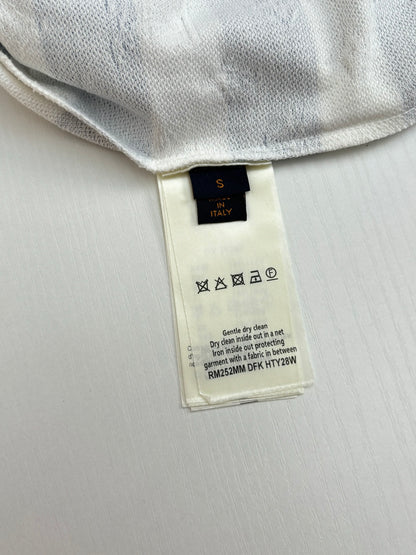 S
IN
ITALY
F
Gentle dry clean
Dry clean inside out in a net
Iron inside out protecting
garment with a fabric in between
RM252MM DFK HTY28W